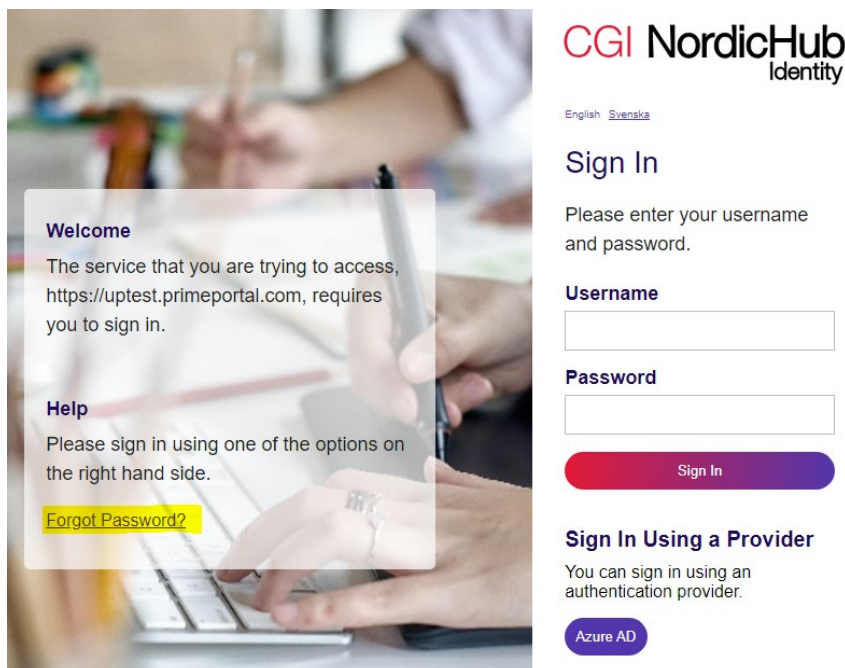 Welcome
The service that you are trying to access,
https://uptest.primeportal.com, requires
you to sign in.
Help
Please sign in using one of the options on
the right hand side.
Forgot Password?
CGI NordicHub
Identity
English Svenska
Sign In
Please enter your username
and password.
Username
Password
Sign In
Sign In Using a Provider
You can sign in using an
authentication provider.
Azure AD